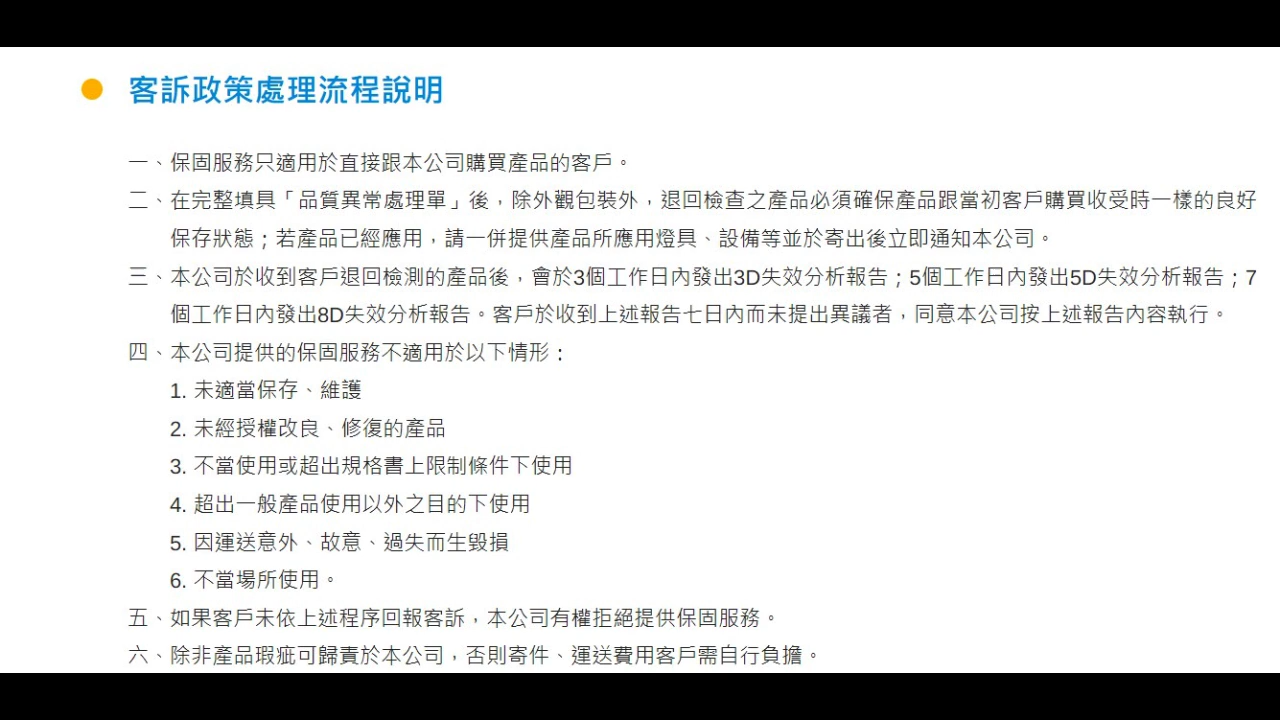 客訴政策處理流程說明
一、保固服務只適用於直接跟本公司購買產品的客戶。
二、在完整填具「品質異常處理單」後，除外觀包裝外，退回檢查之產品必須確保產品跟當初客戶購買收受時一樣的良好
保存狀態；若產品已經應用，請一併提供產品所應用燈具、設備等並於寄出後立即通知本公司。
三、本公司於收到客戶退回檢測的產品後，會於3個工作日內發出3D失效分析報告；5個工作日內發出5D失效分析報告；7
個工作日內發出8D失效分析報告。客戶於收到上述報告七日內而未提出異議者，同意本公司按上述報告內容執行。
四、本公司提供的保固服務不適用於以下情形：
1. 未適當保存、維護
2. 未經授權改良、修復的產品
3. 不當使用或超出規格書上限制條件下使用
4. 超出一般產品使用以外之目的下使用
5. 因運送意外、故意、過失而生毀損
6. 不當場所使用。
五、如果客戶未依上述程序回報客訴，本公司有權拒絕提供保固服務。
六、除非產品瑕疵可歸責於本公司，否則寄件、運送費用客戶需自行負擔。